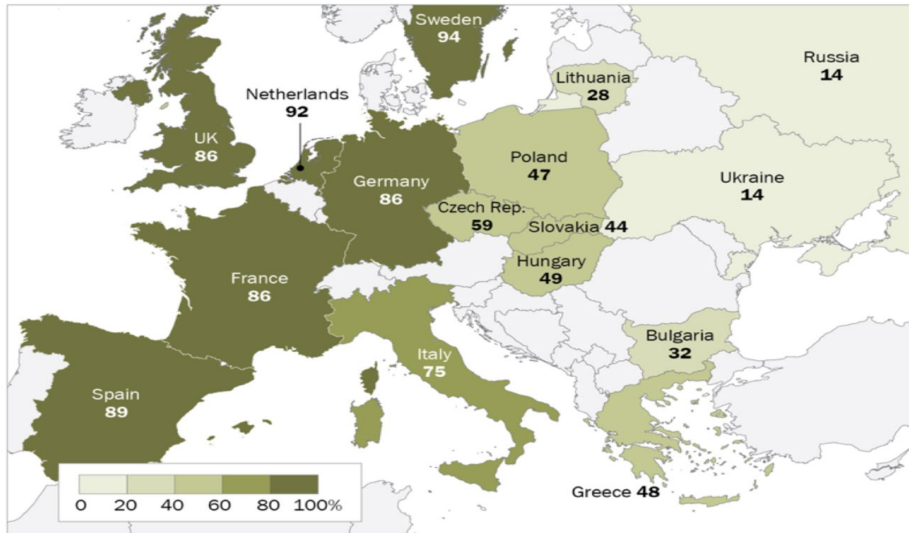 Sweden
94
Russia
14
Lithuania
28
Netherlands
92
UK
86
Poland
47
Germany
86
Ukraine
14
Czech Rep.
59
Slovakia 44
Hungary
49
France
86
Bulgaria
32
Italy
75
Spain
89
Greece 48
0 20 40 60 80 100%